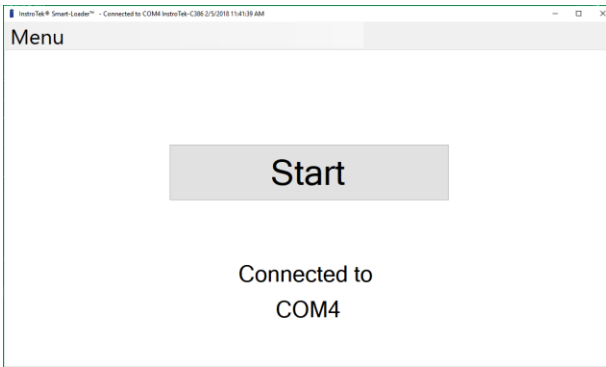 InstroTek® Smart-Loader™ - Connected to COM4 InstroTek-C386 2/5/2018 11:41:39 AM
Menu
Start
Connected to
COM4